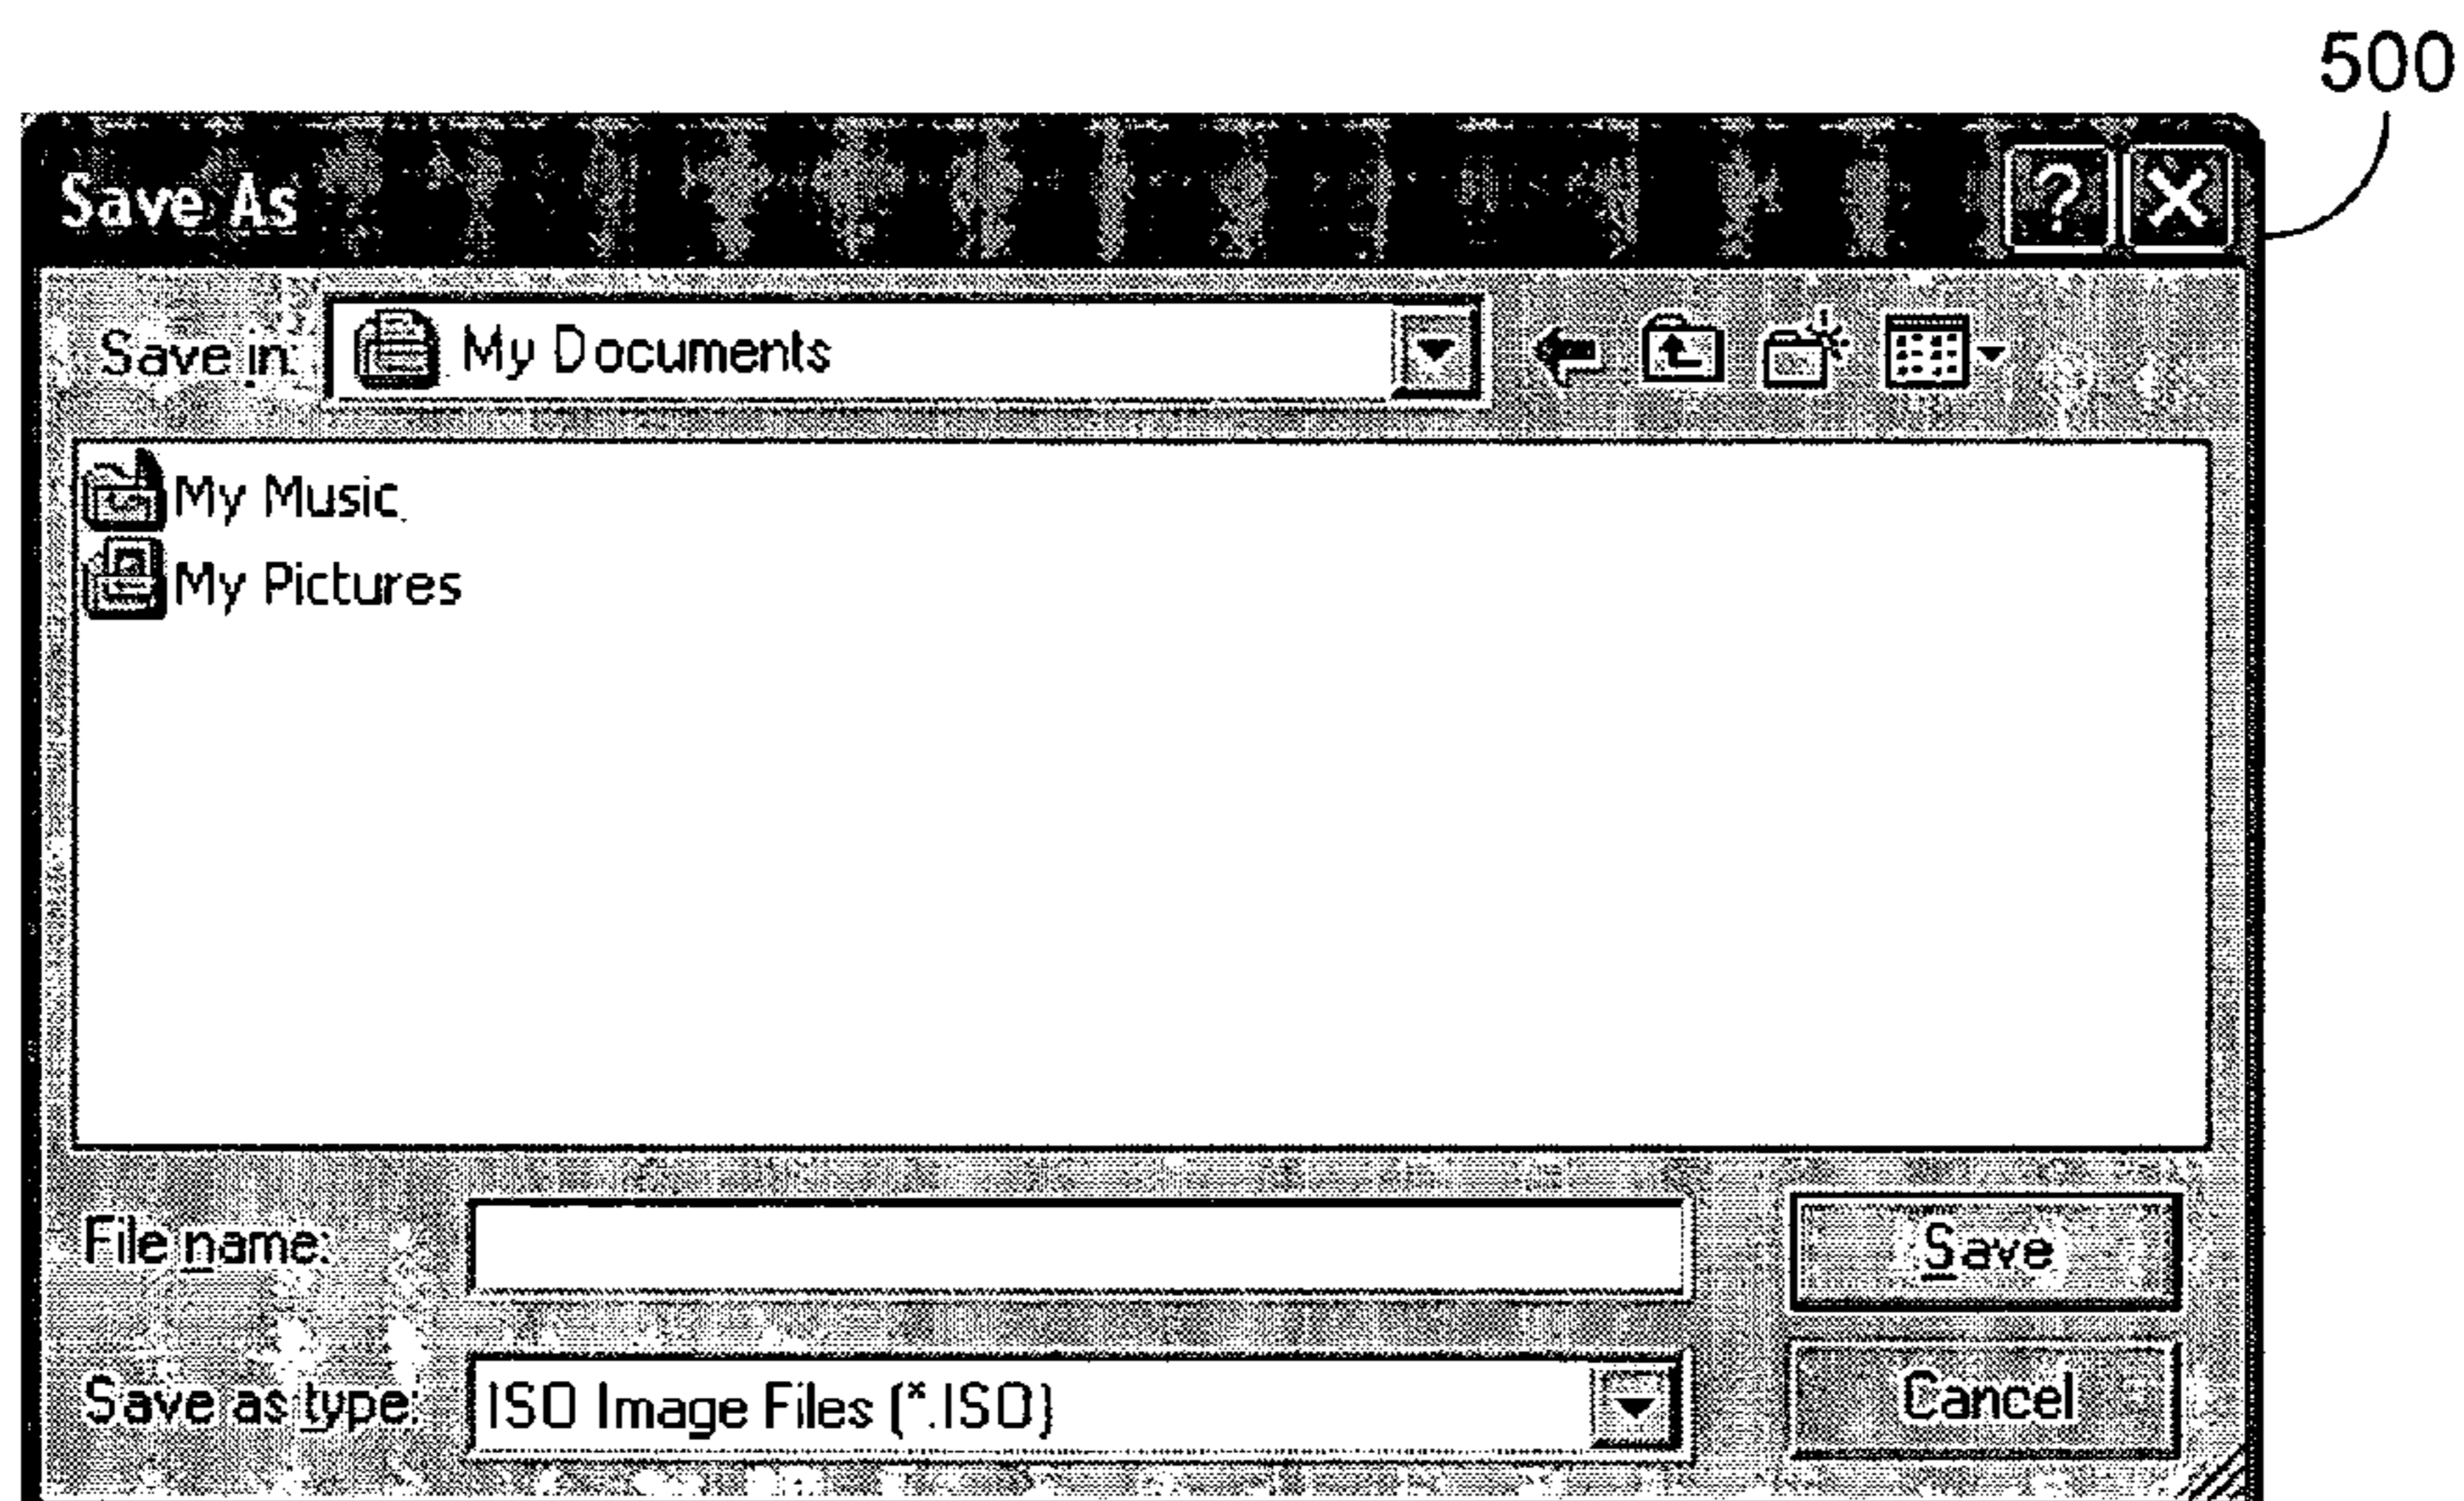 500
Save As
Save in: My Documents
My Music
My Pictures
File name: Save
Save as type: ISO Image Files (*.ISO) Cancel